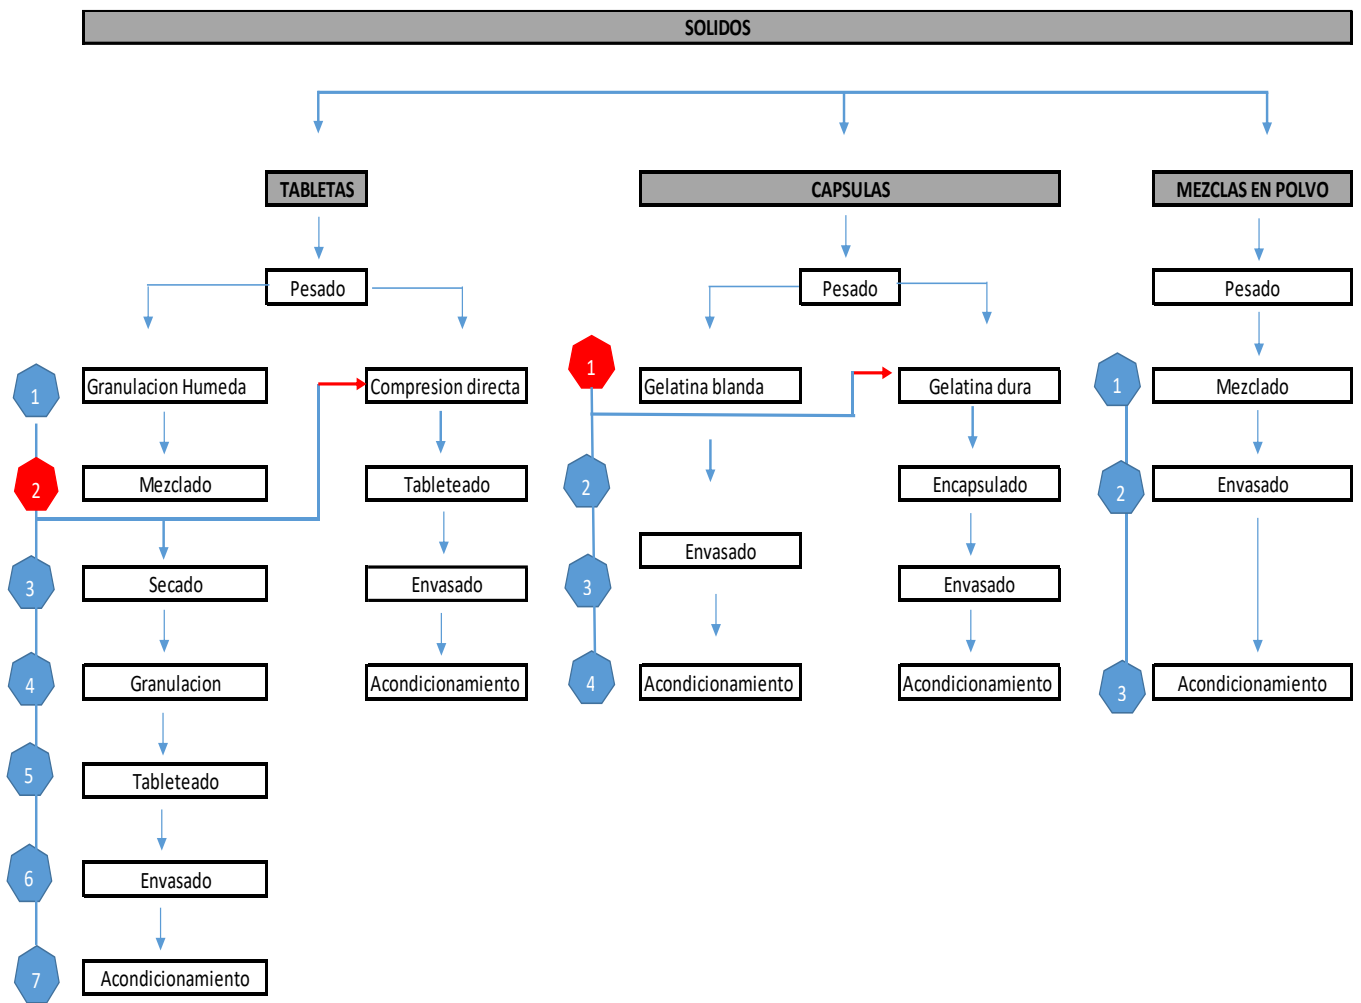 SOLIDOS
TABLETAS
CAPSULAS
MEZCLAS EN POLVO
Pesado
Pesado
Pesado
1
Granulacion Humeda
Compresion directa
1
Gelatina blanda
Gelatina dura
1
Mezclado
2
Mezclado
Tableteado
2
Encapsulado
2
Envasado
Envasado
3
Secado
Envasado
3
Envasado
4
Granulacion
Acondicionamiento
4
Acondicionamiento
Acondicionamiento
3
Acondicionamiento
5
Tableteado
6
Envasado
7
Acondicionamiento